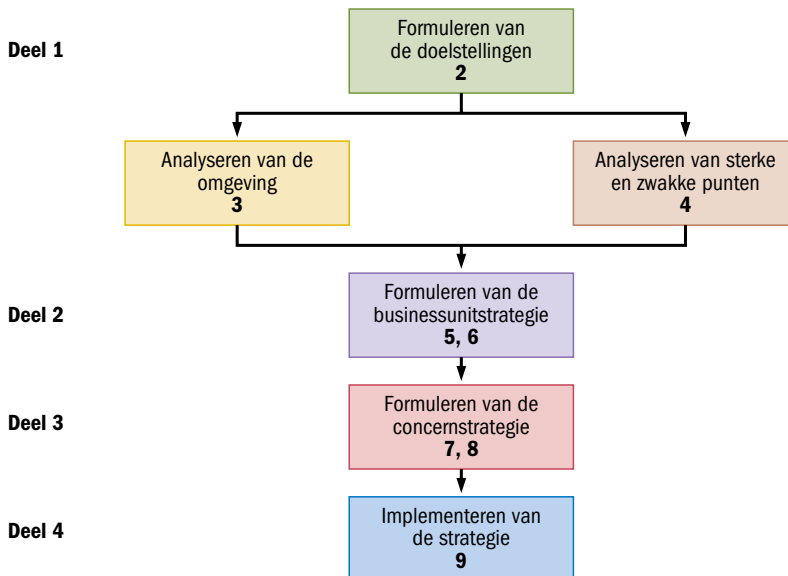 Deel 1
Formuleren van
de doelstellingen
2
Analyseren van de
omgeving
3
Analyseren van sterke
en zwakke punten
4
Deel 2
Formuleren van de
businessunitstrategie
5, 6
Deel 3
Formuleren van de
concernstrategie
7, 8
Deel 4
Implementeren van
de strategie
9